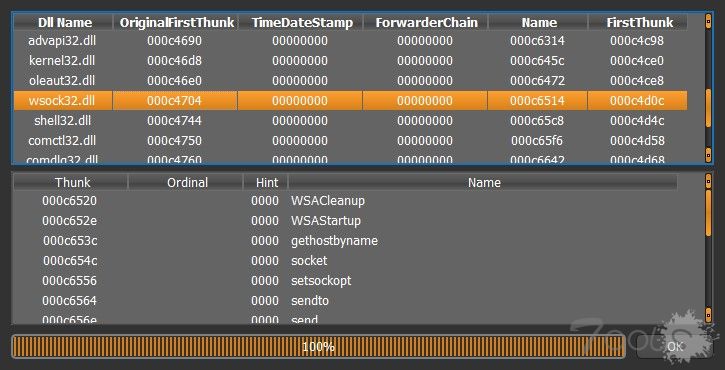 Dll Name OriginalFirstThunk TimeDateStamp ForwarderChain Name FirstThunk
advapi32.dll 000c4690 00000000 00000000 000c6314 000c4c98
kernel32.dll 000c46d8 00000000 00000000 000c645c 000c4ce0
oleaut32.dll 000c46e0 00000000 00000000 000c6472 000c4ce8
wsock32.dll 000c4704 00000000 00000000 000c6514 000c4d0c
shell32.dll 000c4744 00000000 00000000 000c65c8 000c4d4c
comctl32.dll 000c4750 00000000 00000000 000c65f6 000c4d58
comdlg32.dll 000c4760 00000000 00000000 000c6642 000c4d68
Thunk Ordinal Hint Name
000c6520 0000 WSACleanup
000c652e 0000 WSAStartup
000c653c 0000 gethostbyname
000c654c 0000 socket
000c6556 0000 setsockopt
000c6564 0000 sendto
000c656e 0000 send
100% OK